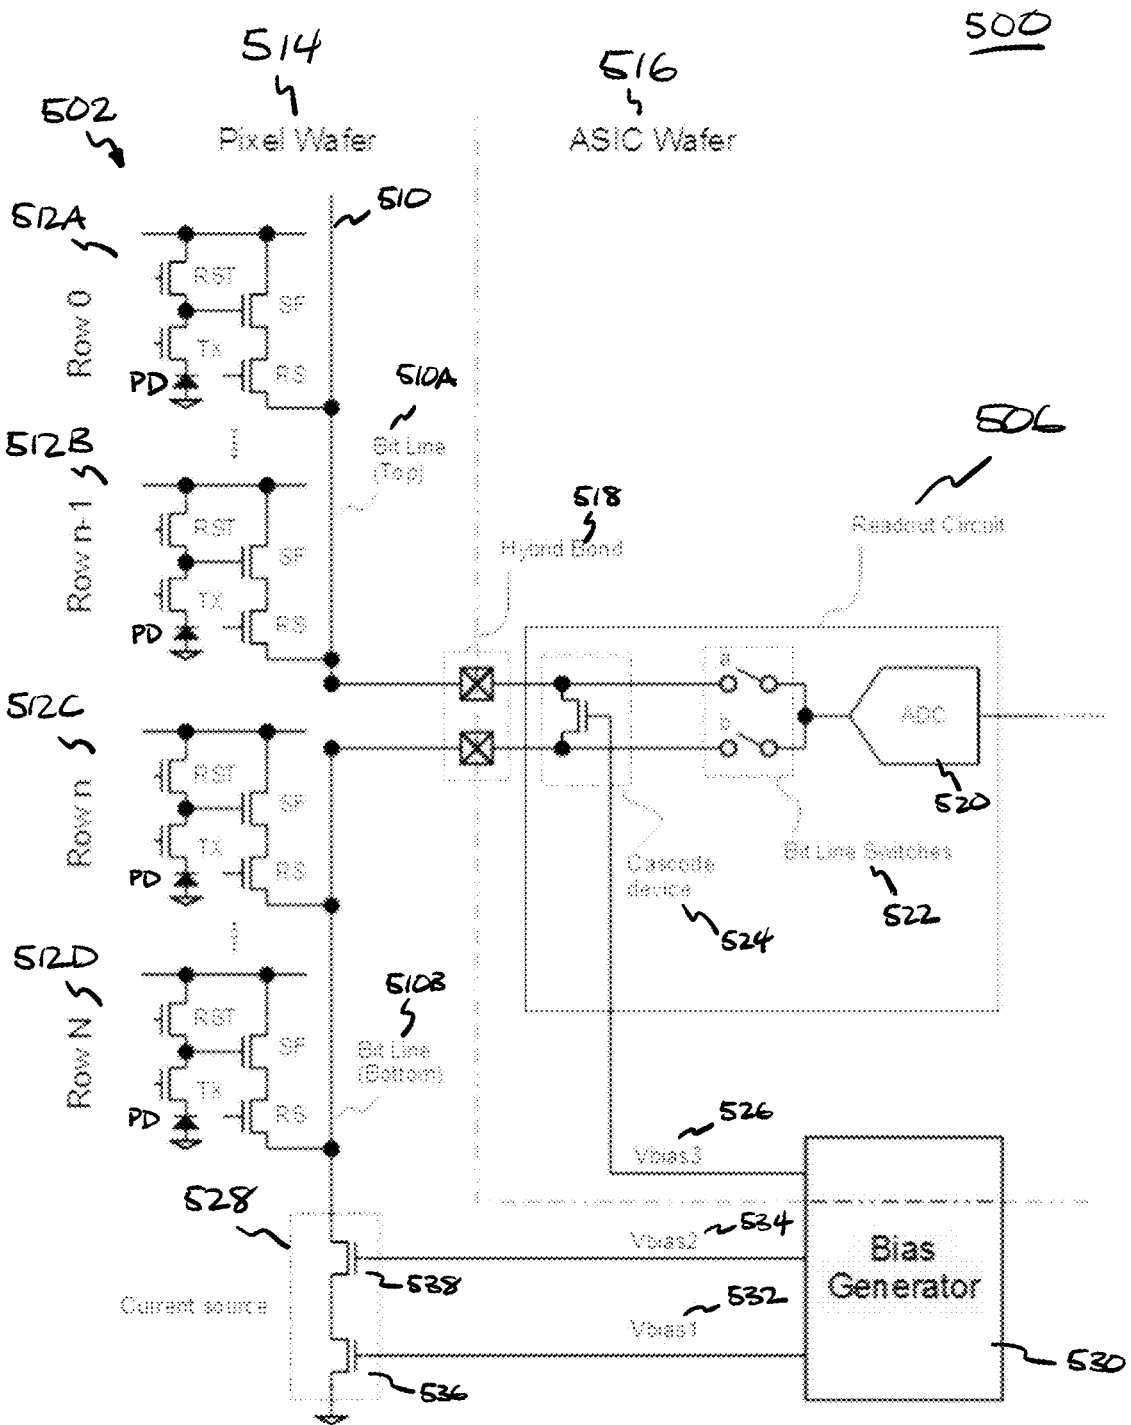 500
514
516
502
Pixel Wafer
ASIC Wafer
510
512A
RST
SF
TX
RS
PD
Row 0
510A
Bit Line
(Top)
512B
506
518
Readout Circuit
Hybrid Bond
RST
SF
TX
RS
PD
Row n-1
a
b
ADC
520
512C
RST
SF
TX
RS
PD
Row n
Cascode
device
524
Bit Line Switches
522
512D
RST
SF
TX
RS
PD
Row N
510B
Bit Line
(Bottom)
526
Vbias3
528
534
Vbias2
538
Current source
532
Vbias1
536
Bias
Generator
530